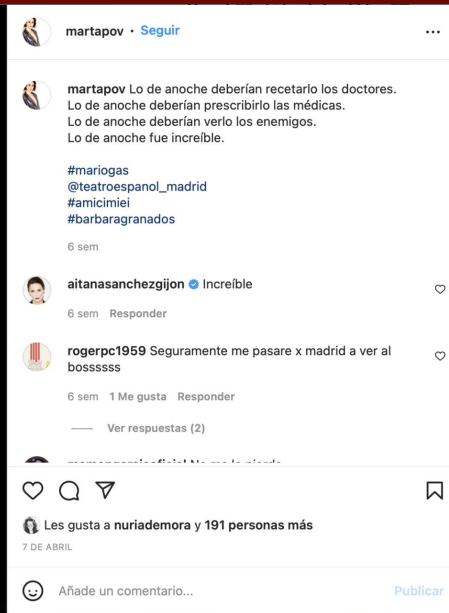 martapov • Seguir
martapov Lo de anoche deberían recetarlo los doctores.
Lo de anoche deberían prescribirlo las médicas.
Lo de anoche deberían verlo los enemigos.
Lo de anoche fue increíble.
#mariogas
@teatroespanol_madrid
#amicimiei
#barbaragranados
6 sem
aitanasanchezgijon Increíble
6 sem Responder
rogerpc1959 Seguramente me pasare x madrid a ver al
bossssss
6 sem 1 Me gusta Responder
Ver respuestas (2)
Les gusta a nuriademora y 191 personas más
7 DE ABRIL
Añade un comentario...
Publicar